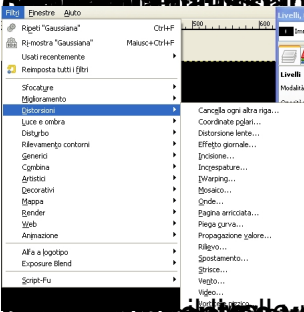 Filtri Finestre Aiuto
Ripeti "Gaussiana" Ctrl+F
Ri-mostra "Gaussiana" Maiusc+Ctrl+F
Usati recentemente
Reimposta tutti i filtri
Sfocature
Miglioramento
Distorsioni
Luce e ombra
Disturbo
Rilevamento contorni
Generici
Combina
Artistici
Decorativi
Mappa
Render
Web
Animazione
Alfa a logotipo
Exposure Blend
Script-Fu
Cancella ogni altra riga...
Coordinate polari...
Distorsione lente...
Effetto giornale...
Incisione...
Increspature...
IWarping...
Mosaico...
Onde...
Pagina arricciata...
Piega curva...
Propagazione valore...
Rilievo...
Spostamento...
Strisce...
Vento...
Video...
Vortice e pizzico...
500 600
Livelli,
Livelli
Modalità